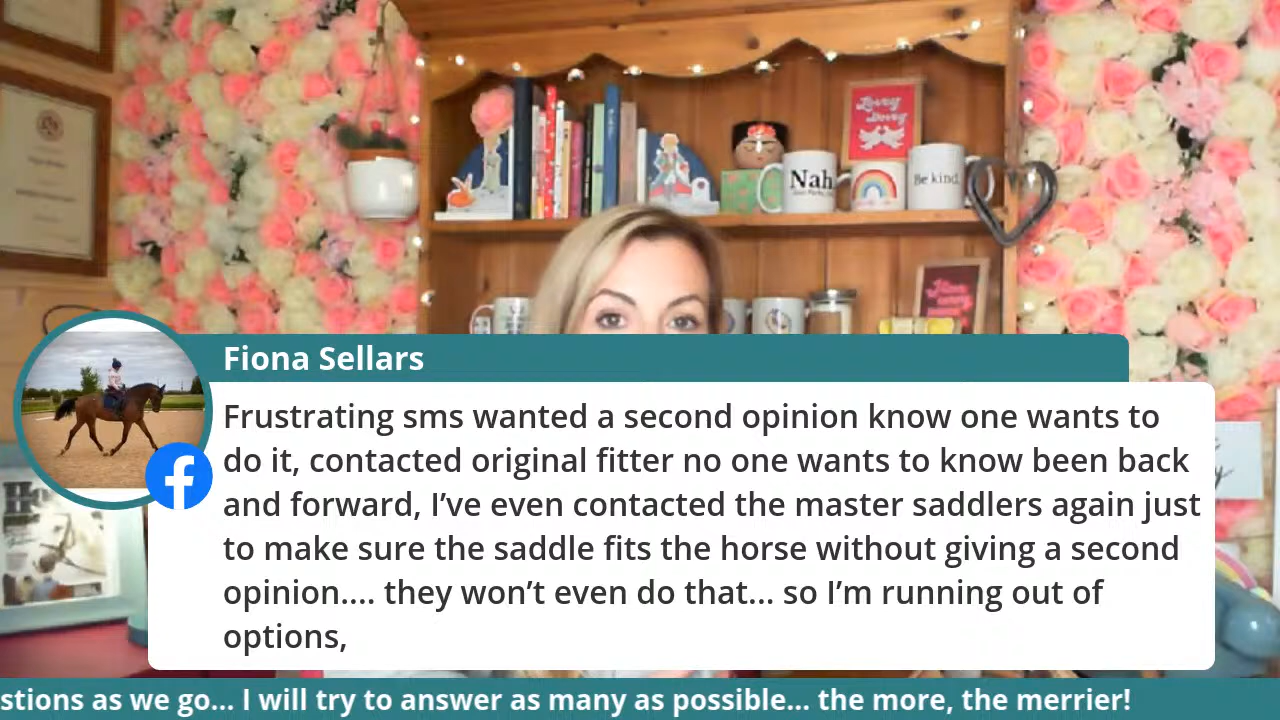 Lovey
Dovey
Nah
Be kind.
Fiona Sellars
Frustrating sms wanted a second opinion know one wants to
do it, contacted original fitter no one wants to know been back
and forward, I’ve even contacted the master saddlers again just
to make sure the saddle fits the horse without giving a second
opinion.... they won’t even do that... so I’m running out of
options,
stions as we go... I will try to answer as many as possible... the more, the merrier!